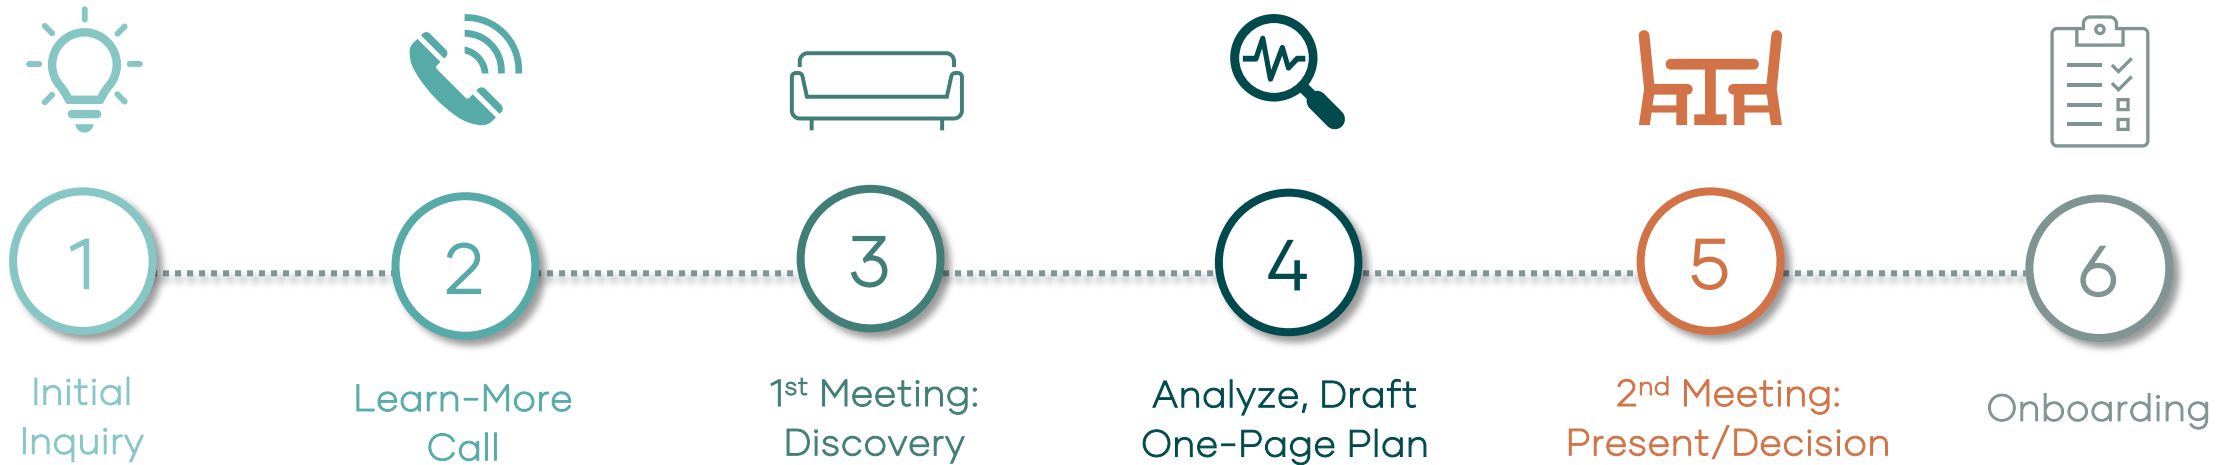 1
2
3
4
5
6
Initial
Inquiry
Learn-More
Call
1st Meeting:
Discovery
Analyze, Draft
One-Page Plan
2nd Meeting:
Present/Decision
Onboarding